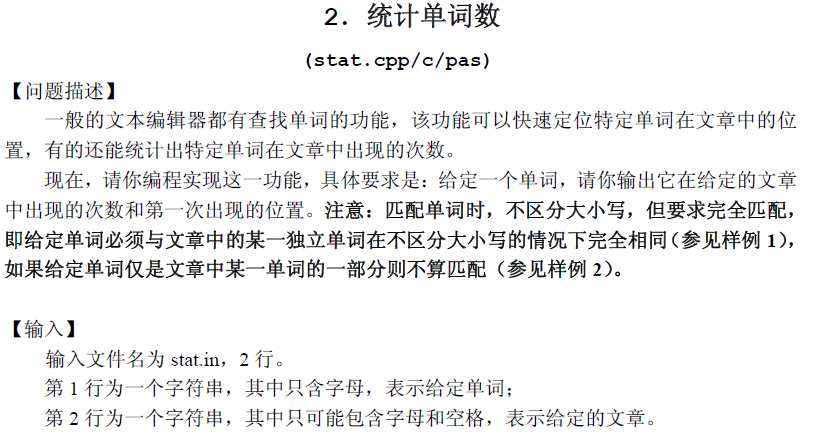 2．统计单词数
(stat.cpp/c/pas)
【问题描述】
一般的文本编辑器都有查找单词的功能，该功能可以快速定位特定单词在文章中的位
置，有的还能统计出特定单词在文章中出现的次数。
现在，请你编程实现这一功能，具体要求是：给定一个单词，请你输出它在给定的文章
中出现的次数和第一次出现的位置。注意：匹配单词时，不区分大小写，但要求完全匹配，
即给定单词必须与文章中的某一独立单词在不区分大小写的情况下完全相同（参见样例 1），
如果给定单词仅是文章中某一单词的一部分则不算匹配（参见样例 2）。
【输入】
输入文件名为 stat.in，2 行。
第 1 行为一个字符串，其中只含字母，表示给定单词；
第 2 行为一个字符串，其中只可能包含字母和空格，表示给定的文章。